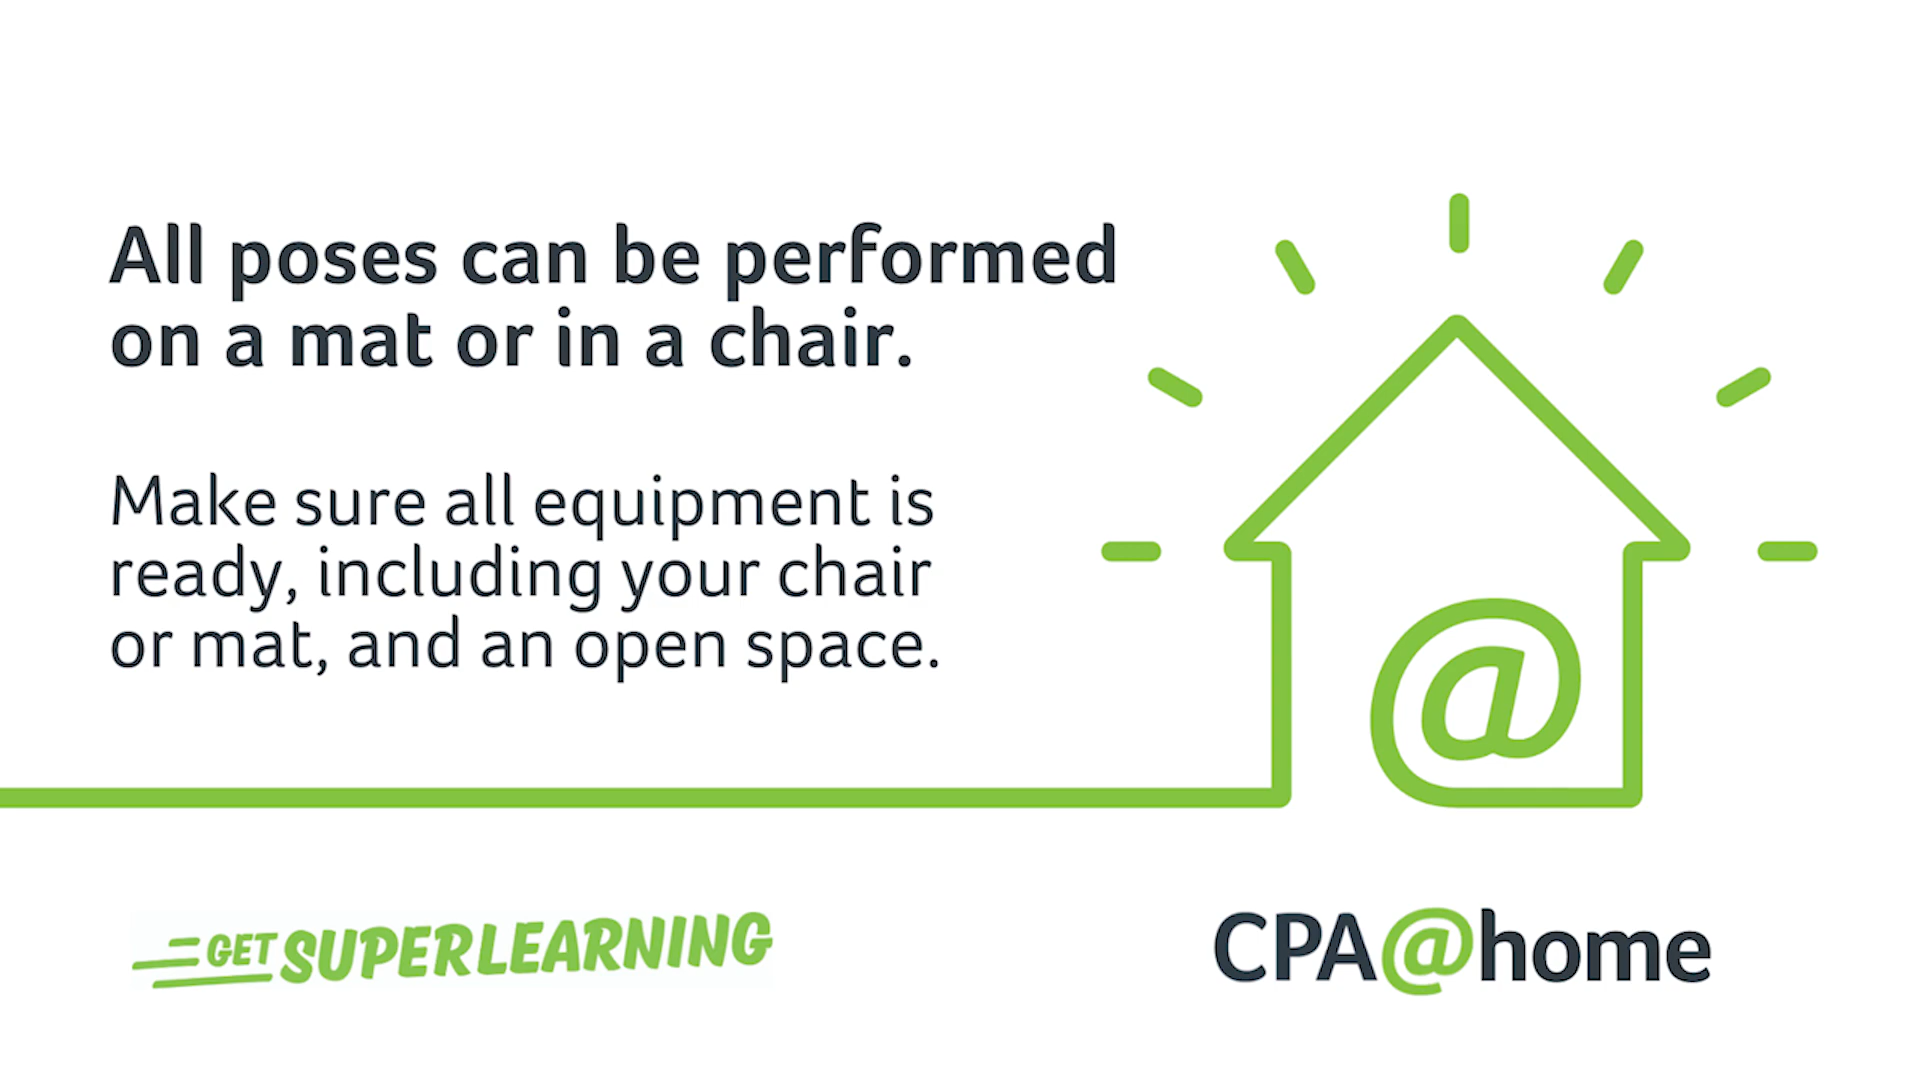 All poses can be performed
on a mat or in a chair.
Make sure all equipment is
ready, including your chair
or mat, and an open space.
@
GET SUPERLEARNING
CPA@home